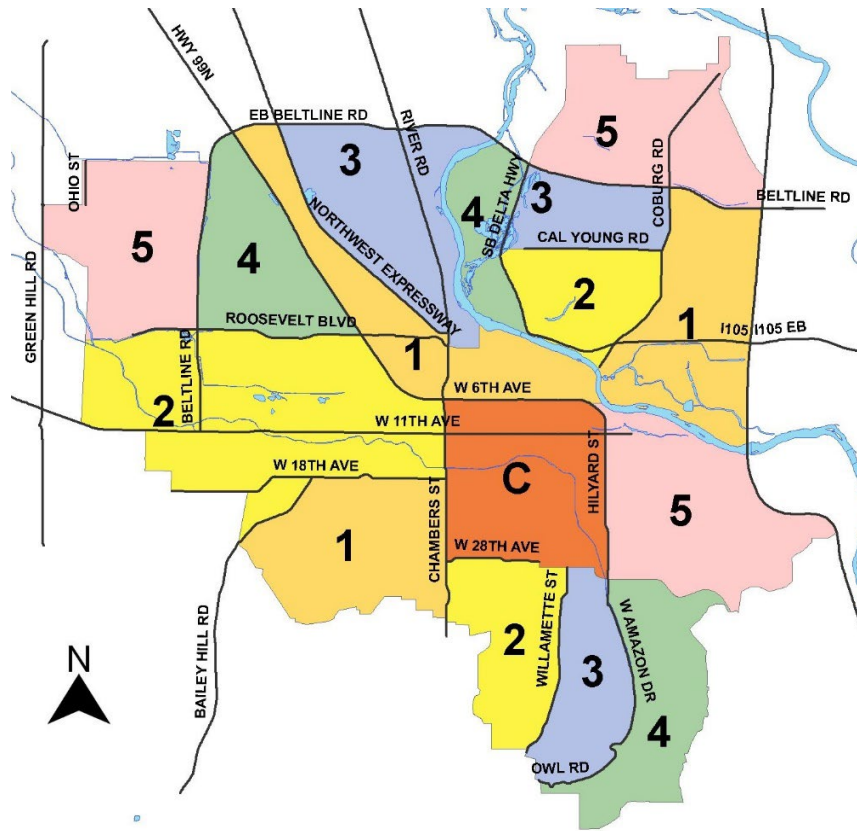 HWY 99N
EB BELTLINE RD
RIVER RD
5
3
OHIO ST
COBURG RD
4
SB DELTA HWY
3
BELTLINE RD
NORTHWEST EXPRESSWAY
CAL YOUNG RD
5
4
GREEN HILL RD
2
ROOSEVELT BLVD
1
I105 I105 EB
1
BELTLINE RD
W 6TH AVE
2
W 11TH AVE
HILYARD ST
W 18TH AVE
C
CHAMBERS ST
5
1
W 28TH AVE
WILLAMETTE ST
W AMAZON DR
N
BAILEY HILL RD
2
3
4
OWL RD